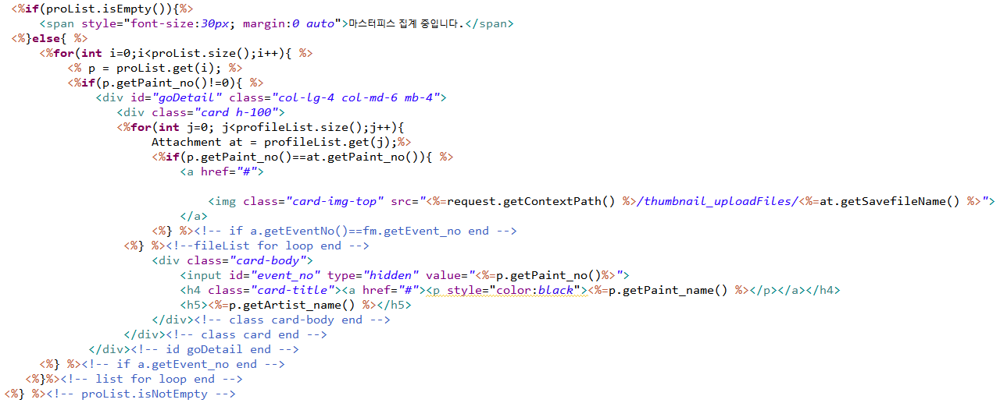 <%if(proList.isEmpty()){%>
<span style="font-size:30px; margin:0 auto">마스터피스 집계 중입니다.</span>
<%}else{ %>
<%for(int i=0;i<proList.size();i++){ %>
<% p = proList.get(i); %>
<%if(p.getPaint_no()!=0){ %>
<div id="goDetail" class="col-lg-4 col-md-6 mb-4">
<div class="card h-100">
<%for(int j=0; j<profileList.size();j++){
Attachment at = profileList.get(j);%>
<%if(p.getPaint_no()==at.getPaint_no()){ %>
<a href="#">
<img class="card-img-top" src="<%=request.getContextPath() %>/thumbnail_uploadFiles/<%=at.getSavefileName() %>">
</a>
<%} %><!-- if a.getEventNo()==fm.getEvent_no end -->
<%} %><!--fileList for loop end -->
<div class="card-body">
<input id="event_no" type="hidden" value="<%=p.getPaint_no()%>">
<h4 class="card-title"><a href="#"><p style="color:black"><%=p.getPaint_name() %></p></a></h4>
<h5><%=p.getArtist_name() %></h5>
</div><!-- class card-body end -->
</div><!-- class card end -->
</div><!-- id goDetail end -->
<%} %><!-- if a.getEvent_no end -->
<%}%><!-- list for loop end -->
<%} %><!-- proList.isNotEmpty -->